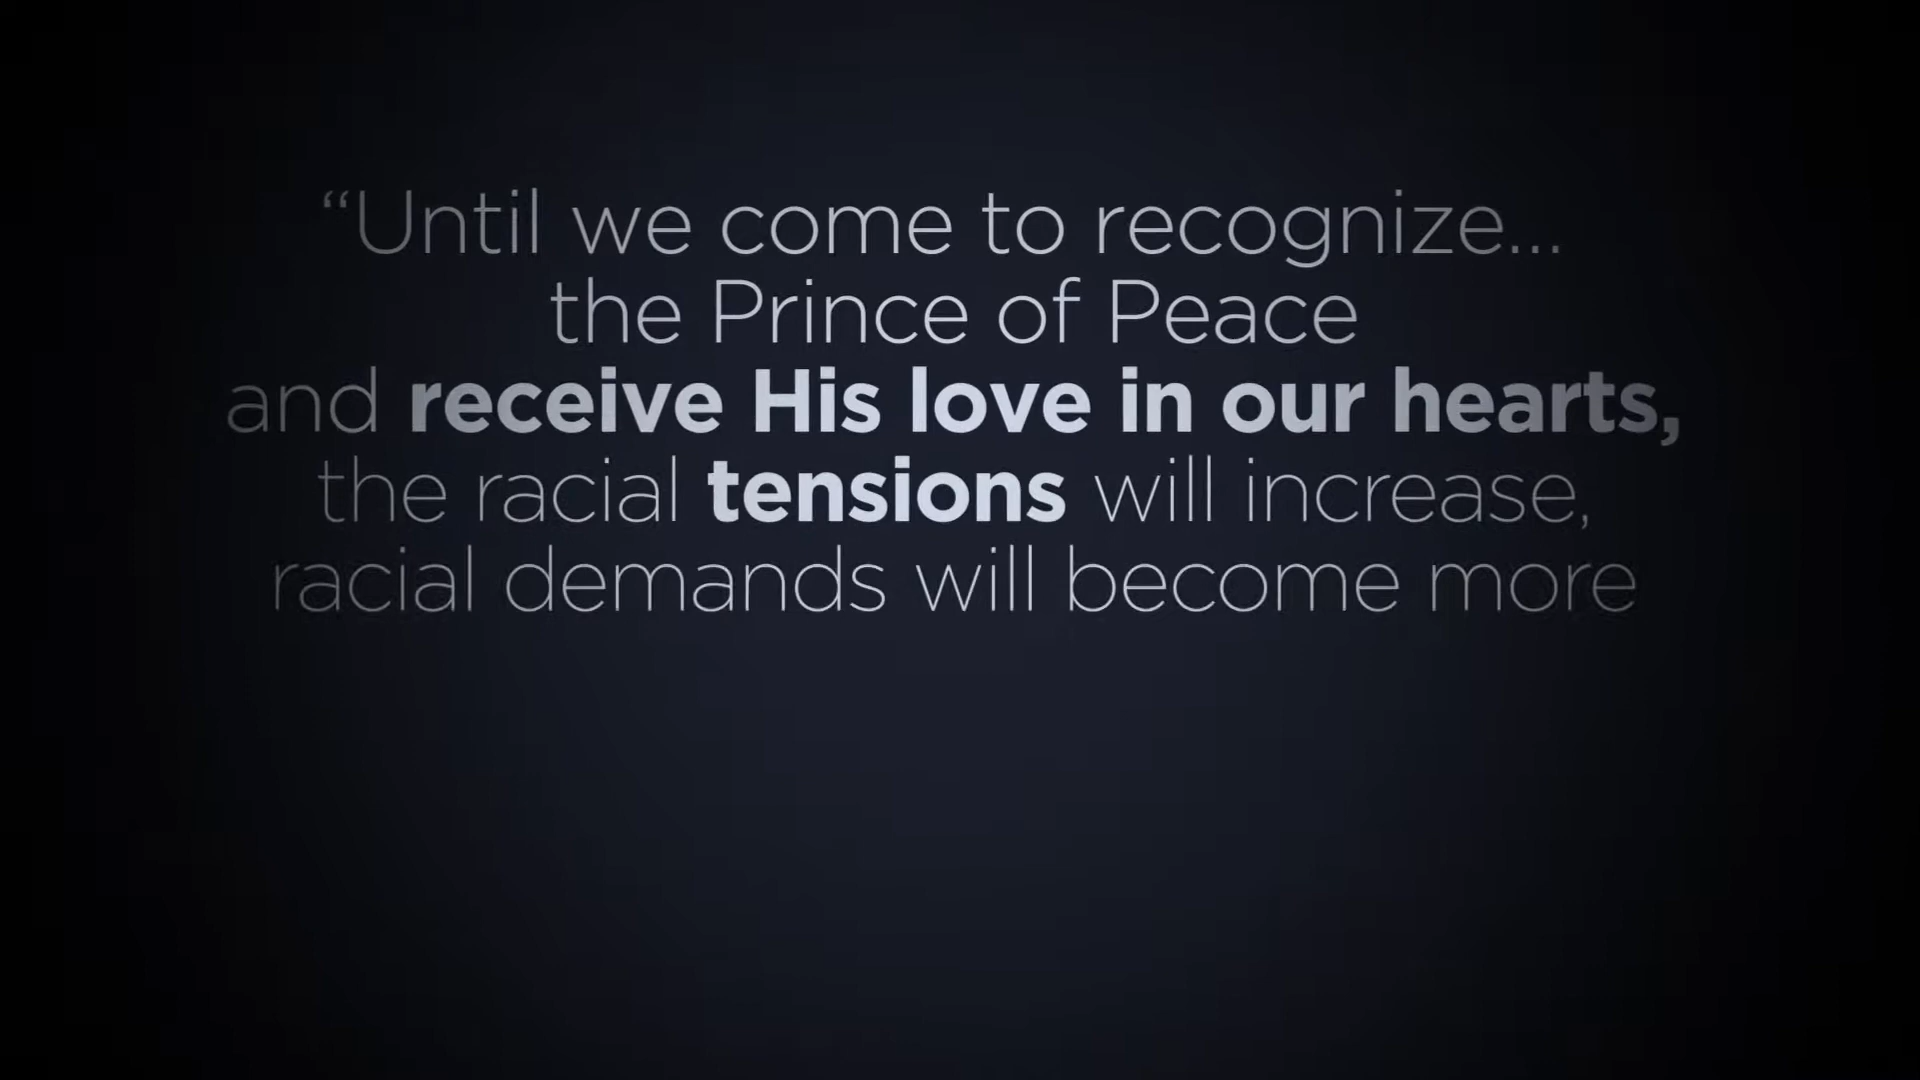 “Until we come to recognize...
the Prince of Peace
and receive His love in our hearts,
the racial tensions will increase,
racial demands will become more